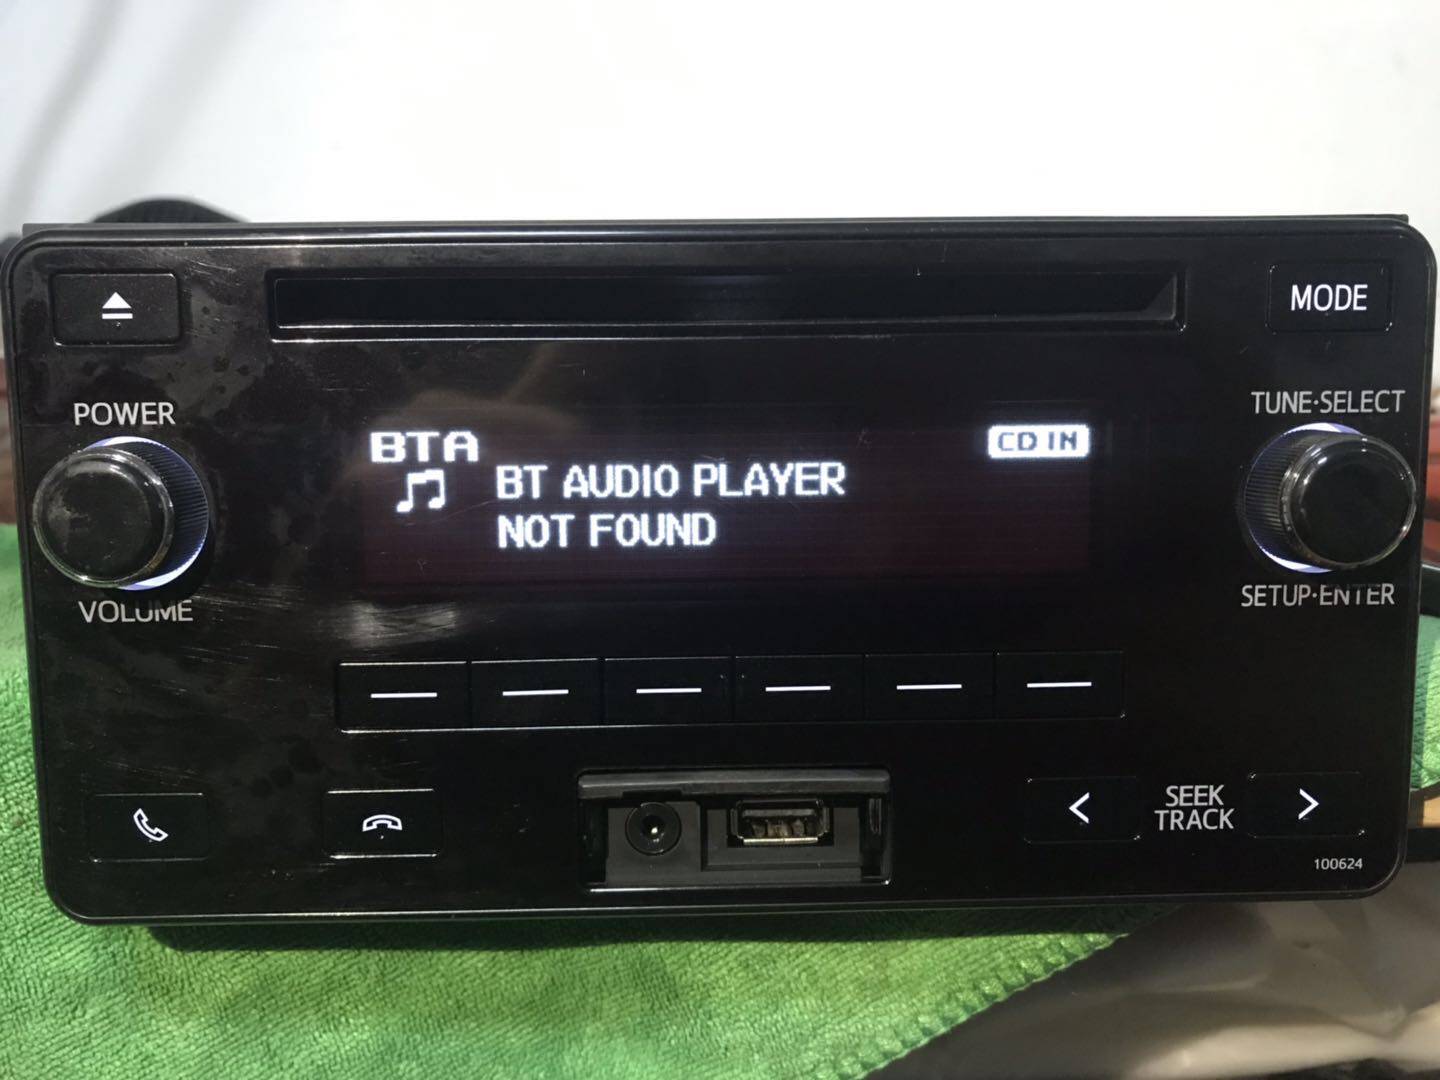 MODE
POWER
VOLUME
TUNE·SELECT
SETUP·ENTER
BTA
CD IN
BT AUDIO PLAYER
NOT FOUND
SEEK
TRACK
100624